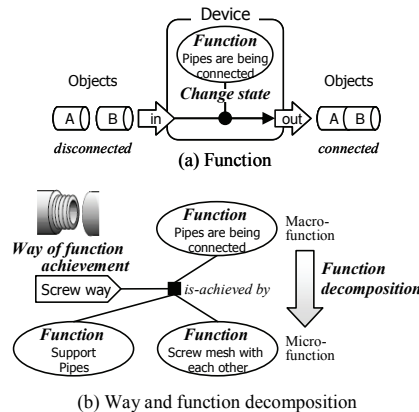 Device
Function
Pipes are being
connected
Objects
Objects
Change state
A
B
in
out
A
B
disconnected
connected
(a) Function
Function
Pipes are being
connected
Macro-
function
Way of function
achievement
Screw way
is-achieved by
Function
decomposition
Function
Support
Pipes
Function
Screw mesh with
each other
Micro-
function
(b) Way and function decomposition